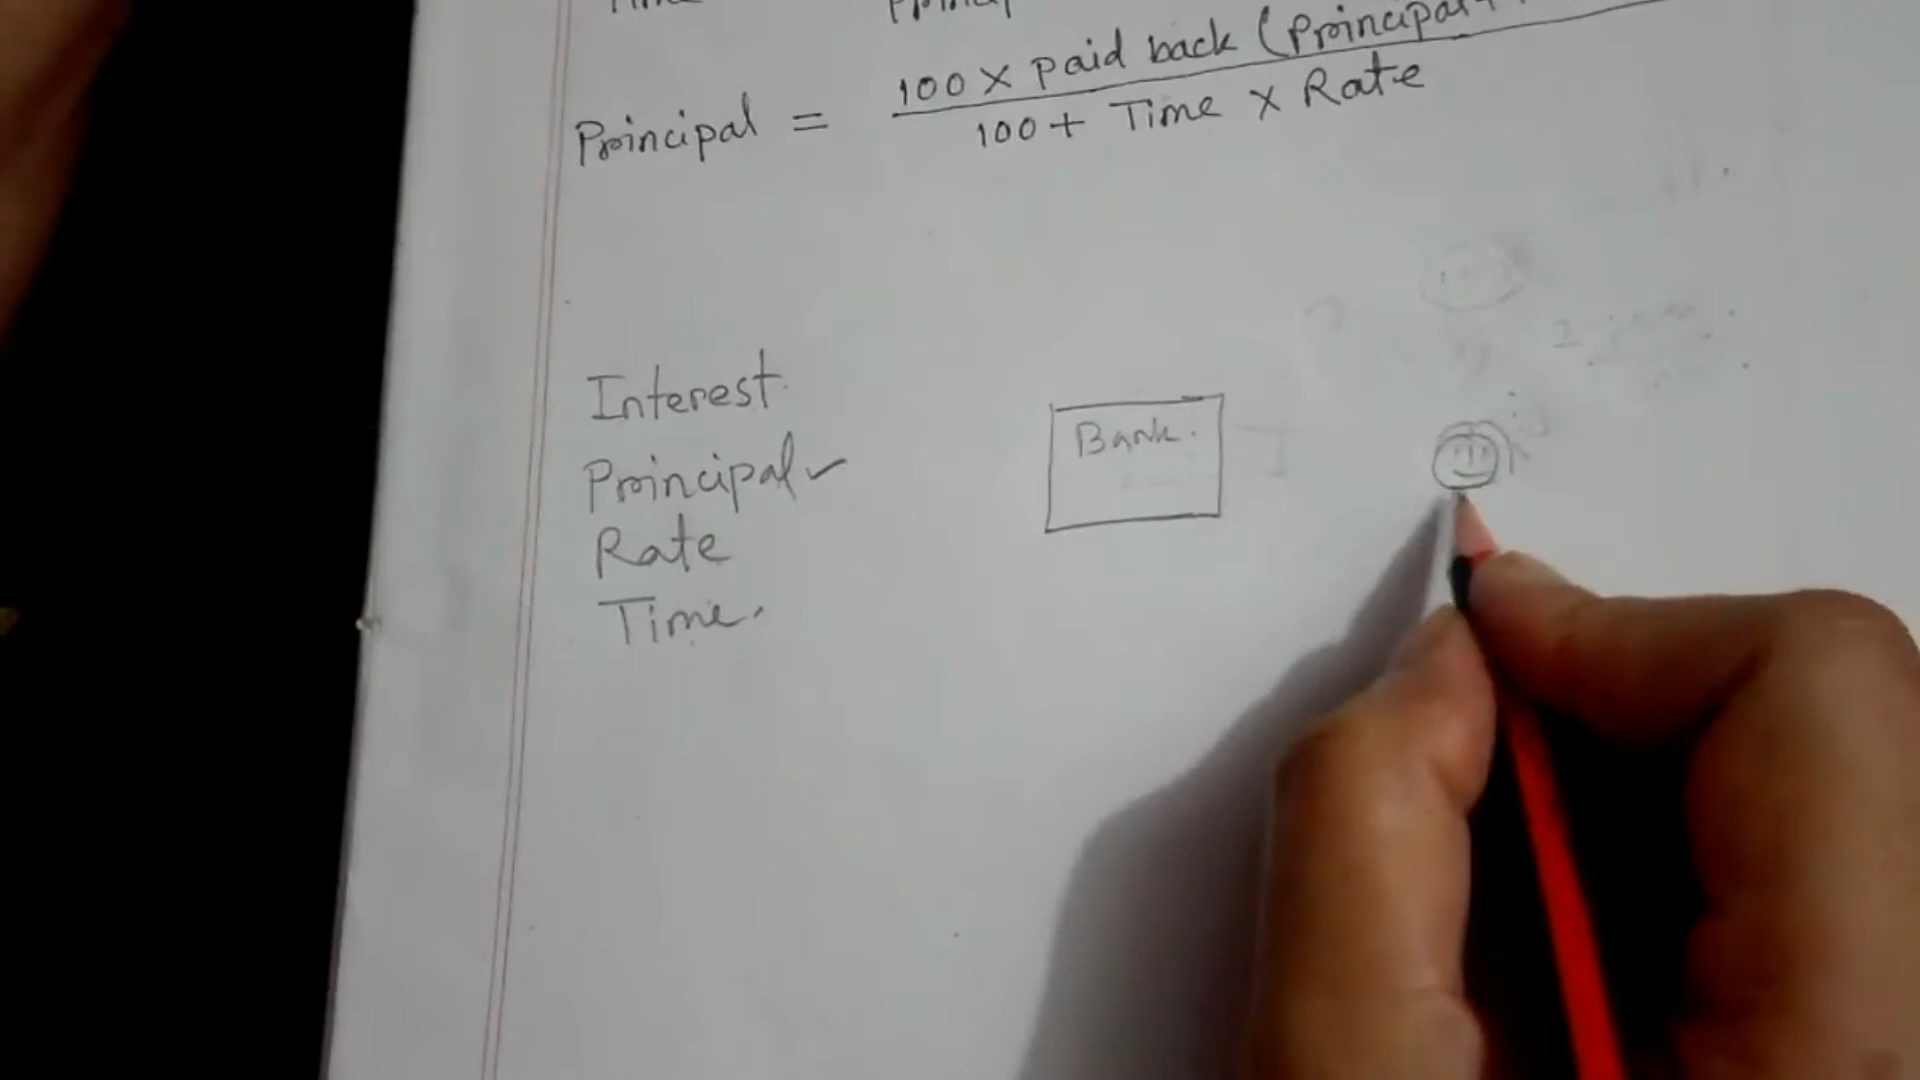 100 × Paid back (Principal +
Principal =
100 + Time × Rate
Interest
Bank.
Principal ✓
Rate
Time.